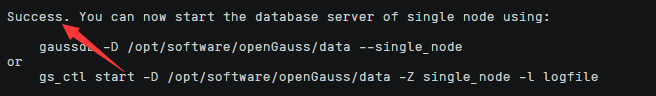 Success. You can now start the database server of single node using:
gaussdb -D /opt/software/openGauss/data --single_node
or
gs_ctl start -D /opt/software/openGauss/data -Z single_node -l logfile